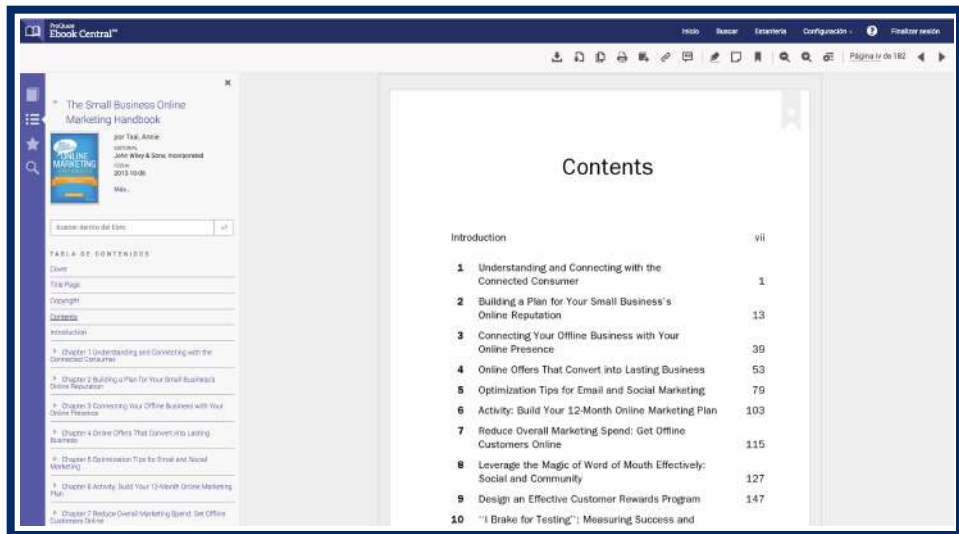 ProQuest
Ebook Central™
Inicio Buscar Estantería Configuración Finalizar sesión
Página iv de 182
The Small Business Online
Marketing Handbook
por Tsai, Annie
EDITORIAL
John Wiley & Sons, Incorporated
FECHA
2013-10-08
Más...
ONLINE
MARKETING
Buscar dentro del libro
TABLA DE CONTENIDOS
Cover
Title Page
Copyright
Contents
Introduction
Chapter 1 Understanding and Connecting with the
Connected Consumer
Chapter 2 Building a Plan for Your Small Business's
Online Reputation
Chapter 3 Connecting Your Offline Business with Your
Online Presence
Chapter 4 Online Offers That Convert into Lasting
Business
Chapter 5 Optimization Tips for Email and Social
Marketing
Chapter 6 Activity: Build Your 12-Month Online Marketing
Plan
Chapter 7 Reduce Overall Marketing Spend: Get Offline
Customers Online
Contents
Introduction vii
1 Understanding and Connecting with the
Connected Consumer 1
2 Building a Plan for Your Small Business's
Online Reputation 13
3 Connecting Your Offline Business with Your
Online Presence 39
4 Online Offers That Convert into Lasting Business 53
5 Optimization Tips for Email and Social Marketing 79
6 Activity: Build Your 12-Month Online Marketing Plan 103
7 Reduce Overall Marketing Spend: Get Offline
Customers Online 115
8 Leverage the Magic of Word of Mouth Effectively:
Social and Community 127
9 Design an Effective Customer Rewards Program 147
10 "I Brake for Testing": Measuring Success and